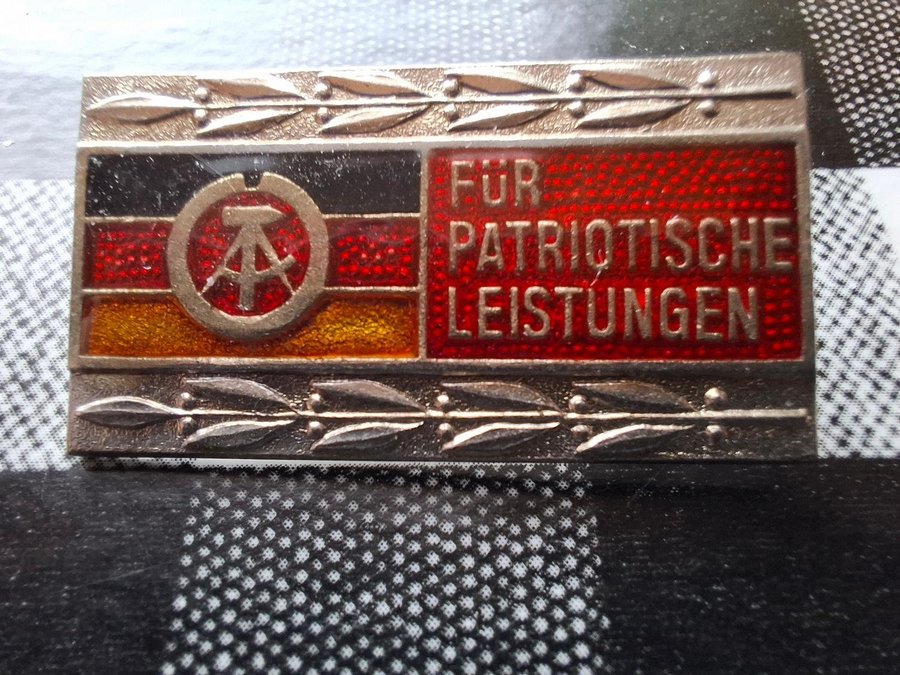 FÜR
PATRIOTISCHE
LEISTUNGEN